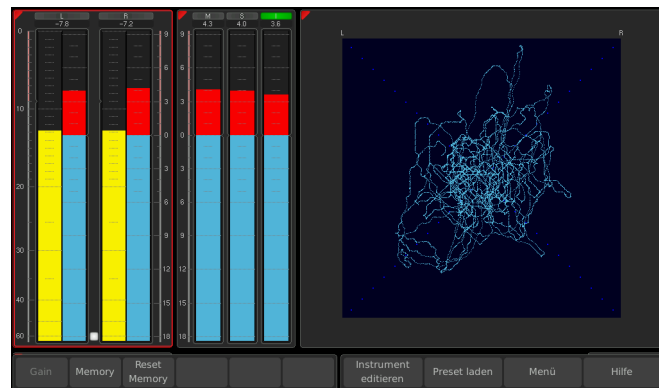 L R
-7.8 -7.2
M S I
4.3 4.0 3.6
L R
0 9 9
6 6
3 3
10
0 0
3 3
20
6 6
30
9 9
12 12
40
15 15
60 18 18
Gain Memory Reset Memory Instrument editieren Preset laden Menü Hilfe